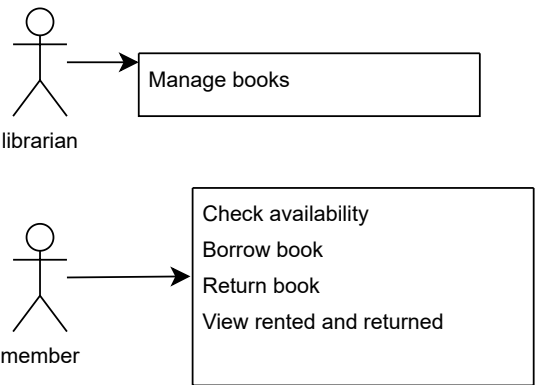 Manage books
librarian
Check availability
Borrow book
Return book
View rented and returned
member